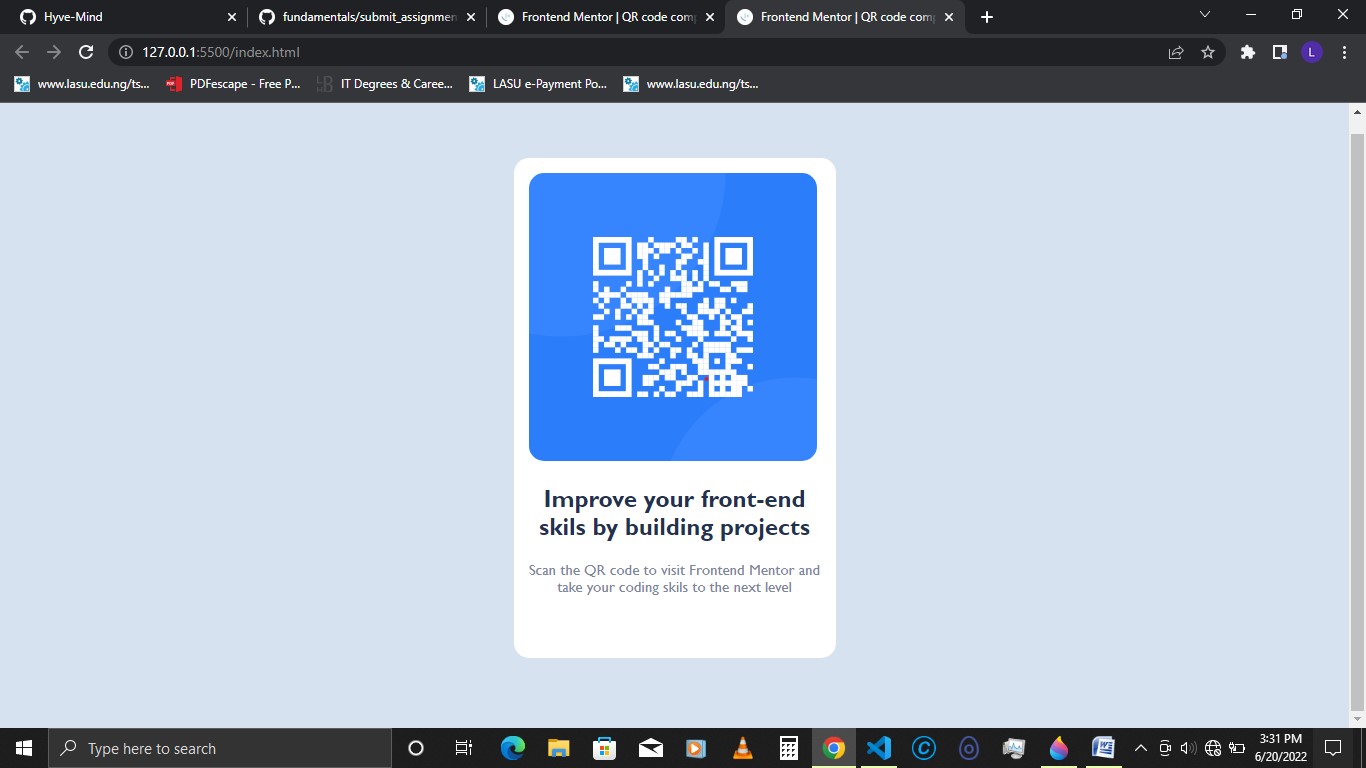 Hyve-Mind
fundamentals/submit_assignmen
Frontend Mentor | QR code comp
Frontend Mentor | QR code comp
127.0.0.1:5500/index.html
L
www.lasu.edu.ng/ts...
PDFescape - Free P...
IT Degrees & Caree...
LASU e-Payment Po...
www.lasu.edu.ng/ts...
Improve your front-end
skils by building projects
Scan the QR code to visit Frontend Mentor and
take your coding skils to the next level
Type here to search
3:31 PM
6/20/2022